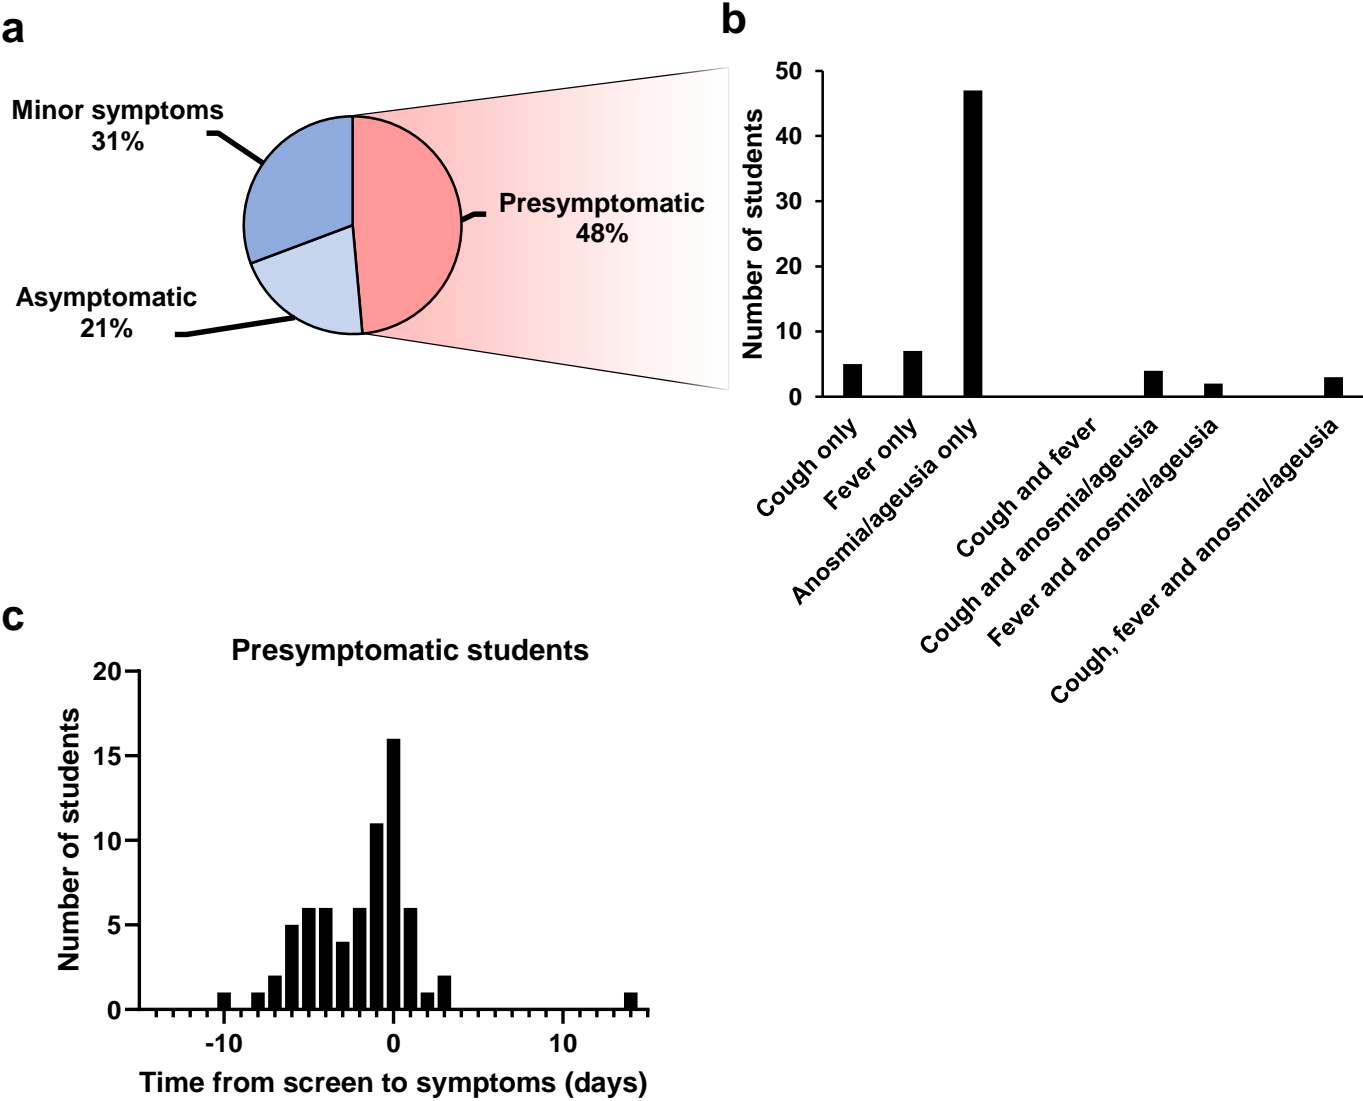 a
Minor symptoms
31%
Presymptomatic
48%
Asymptomatic
21%
b
Number of students
50
40
30
20
10
0
Cough only
Fever only
Anosmia/ageusia only
Cough and fever
Cough and anosmia/ageusia
Fever and anosmia/ageusia
Cough, fever and anosmia/ageusia
c
Presymptomatic students
Number of students
20
15
10
5
0
-10
0
10
Time from screen to symptoms (days)